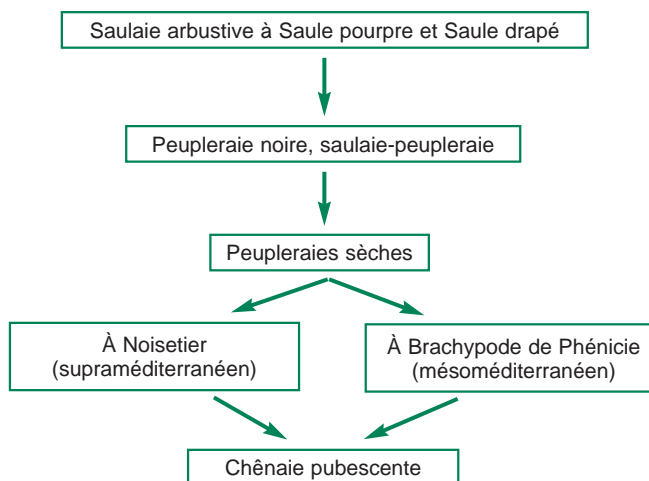 Saulaie arbustive à Saule pourpre et Saule drapé
Peupleraie noire, saulaie-peupleraie
Peupleraies sèches
À Noisetier
(supraméditerranéen)
À Brachypode de Phénicie
(mésoméditerranéen)
Chênaie pubescente